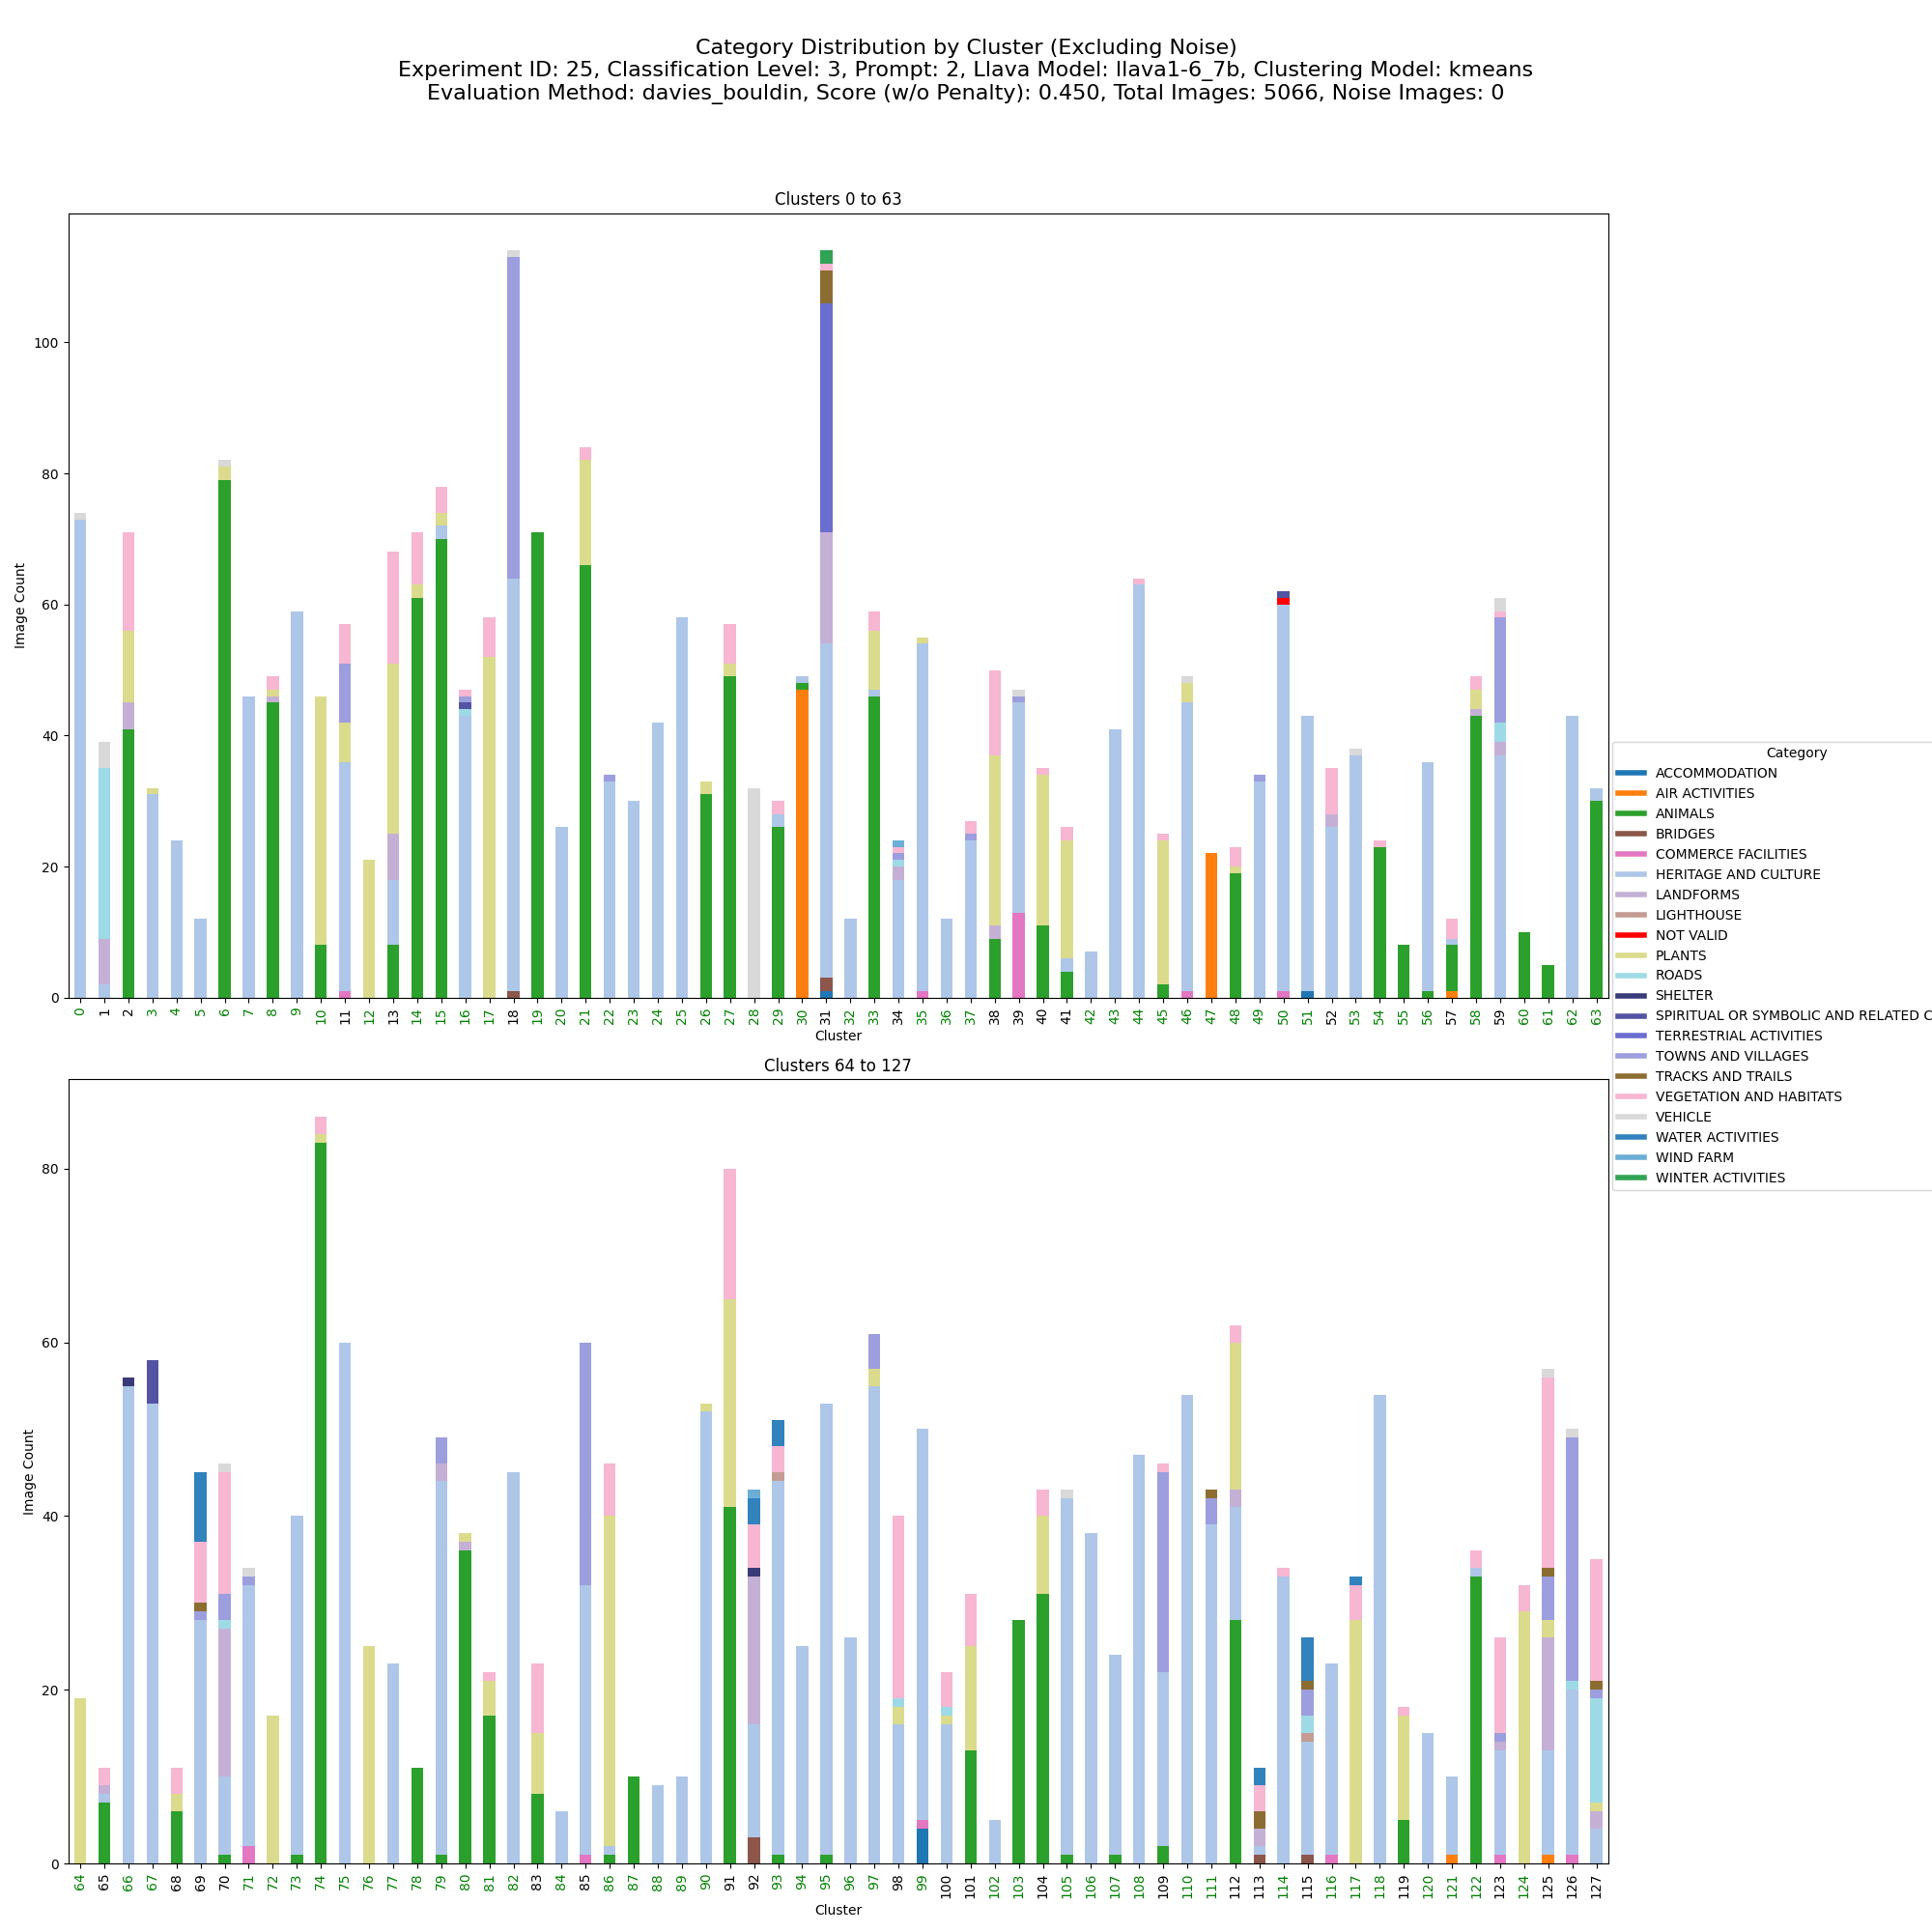 Category Distribution by Cluster (Excluding Noise)
Experiment ID: 25, Classification Level: 3, Prompt: 2, Llava Model: llava1-6_7b, Clustering Model: kmeans
Evaluation Method: davies_bouldin, Score (w/o Penalty): 0.450, Total Images: 5066, Noise Images: 0
Clusters 0 to 63
Image Count
100
80
60
40
20
0
0 1 2 3 4 5 6 7 8 9 10 11 12 13 14 15 16 17 18 19 20 21 22 23 24 25 26 27 28 29 30 31 32 33 34 35 36 37 38 39 40 41 42 43 44 45 46 47 48 49 50 51 52 53 54 55 56 57 58 59 60 61 62 63
Cluster
Category
ACCOMMODATION
AIR ACTIVITIES
ANIMALS
BRIDGES
COMMERCE FACILITIES
HERITAGE AND CULTURE
LANDFORMS
LIGHTHOUSE
NOT VALID
PLANTS
ROADS
SHELTER
SPIRITUAL OR SYMBOLIC AND RELATED C
TERRESTRIAL ACTIVITIES
TOWNS AND VILLAGES
TRACKS AND TRAILS
VEGETATION AND HABITATS
VEHICLE
WATER ACTIVITIES
WIND FARM
WINTER ACTIVITIES
Clusters 64 to 127
Image Count
80
60
40
20
0
64 65 66 67 68 69 70 71 72 73 74 75 76 77 78 79 80 81 82 83 84 85 86 87 88 89 90 91 92 93 94 95 96 97 98 99 100 101 102 103 104 105 106 107 108 109 110 111 112 113 114 115 116 117 118 119 120 121 122 123 124 125 126 127
Cluster